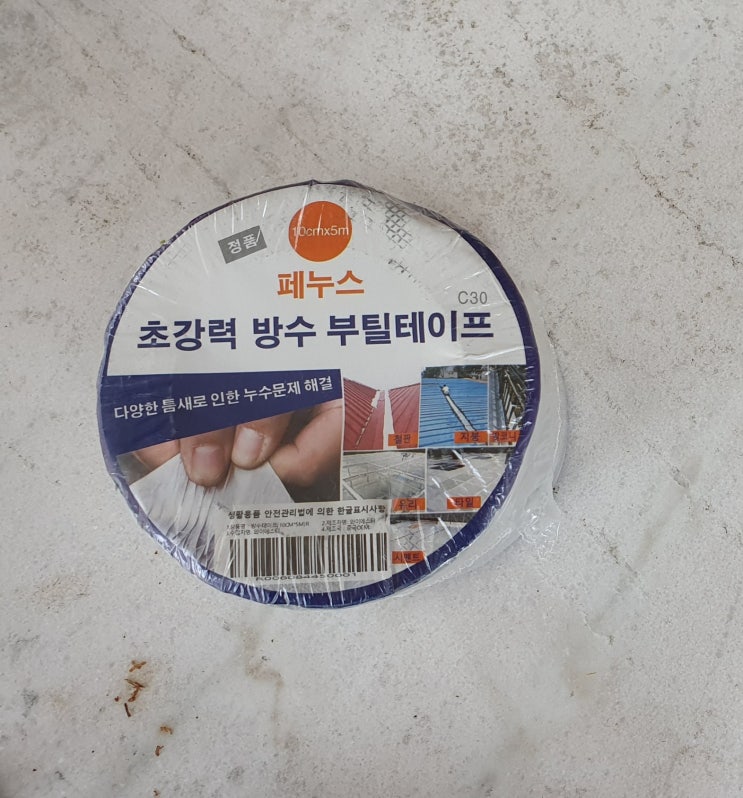 10cmx5m
정품
페누스
C30
초강력 방수 부틸테이프
다양한 틈새로 인한 누수문제 해결
철판
지붕
유리
타일
시멘트
생활용품 안전관리법에 의한 한글표시사항